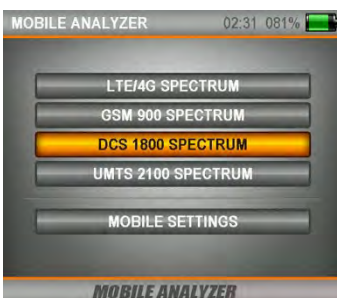 MOBILE ANALYZER 02:31 081%
LTE/4G SPECTRUM
GSM 900 SPECTRUM
DCS 1800 SPECTRUM
UMTS 2100 SPECTRUM
MOBILE SETTINGS
MOBILE ANALYZER